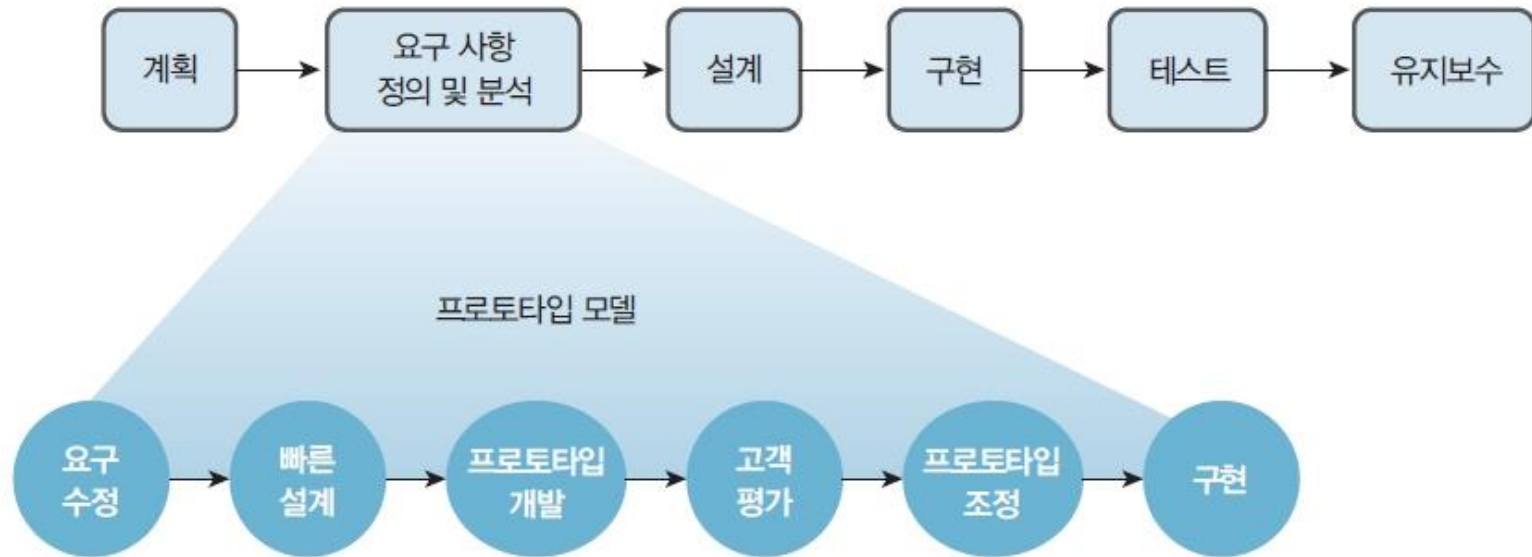 계획
요구 사항
정의 및 분석
설계
구현
테스트
유지보수
프로토타입 모델
요구
수정
빠른
설계
프로토타입
개발
고객
평가
프로토타입
조정
구현